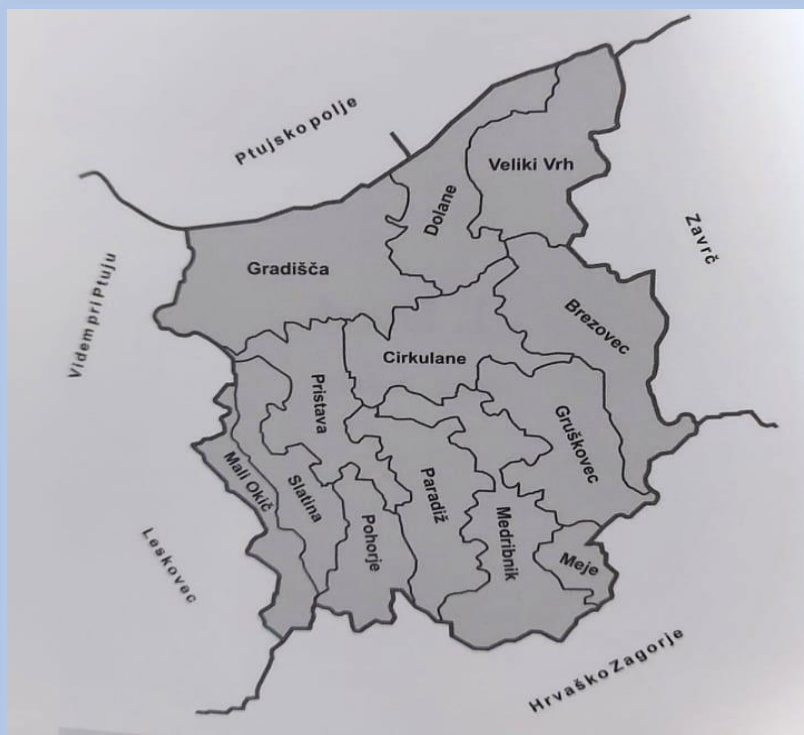 Ptujsko polje
Veliki Vrh
Dolane
Zavrč
Gradišča
Videm pri Ptuju
Brezovec
Cirkulane
Pristava
Gruškovec
Mali Okič
Slatina
Paradiž
Pohorje
Medribnik
Meje
Leskovec
Hrvaško Zagorje